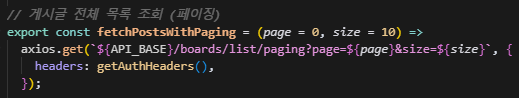 // 게시글 전체 목록 조회 (페이징)
export const fetchPostsWithPaging = (page = 0, size = 10) =>
  axios.get(`${API_BASE}/boards/list/paging?page=${page}&size=${size}`, {
    headers: getAuthHeaders(),
  });